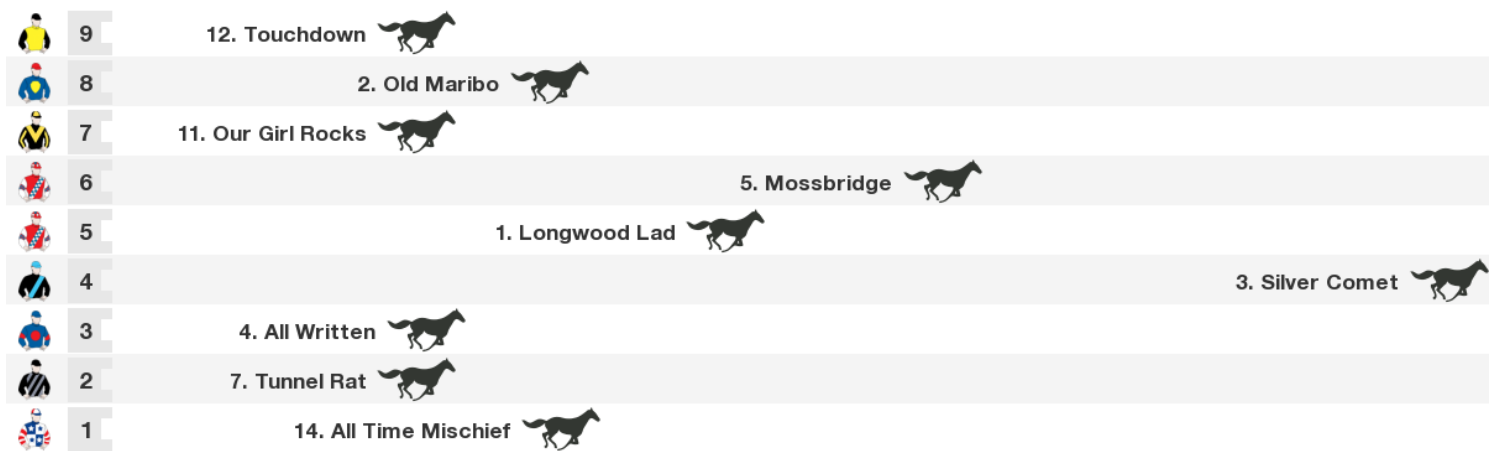 9 12. Touchdown
8 2. Old Maribo
7 11. Our Girl Rocks
6 5. Mossbridge
5 1. Longwood Lad
4 3. Silver Comet
3 4. All Written
2 7. Tunnel Rat
1 14. All Time Mischief